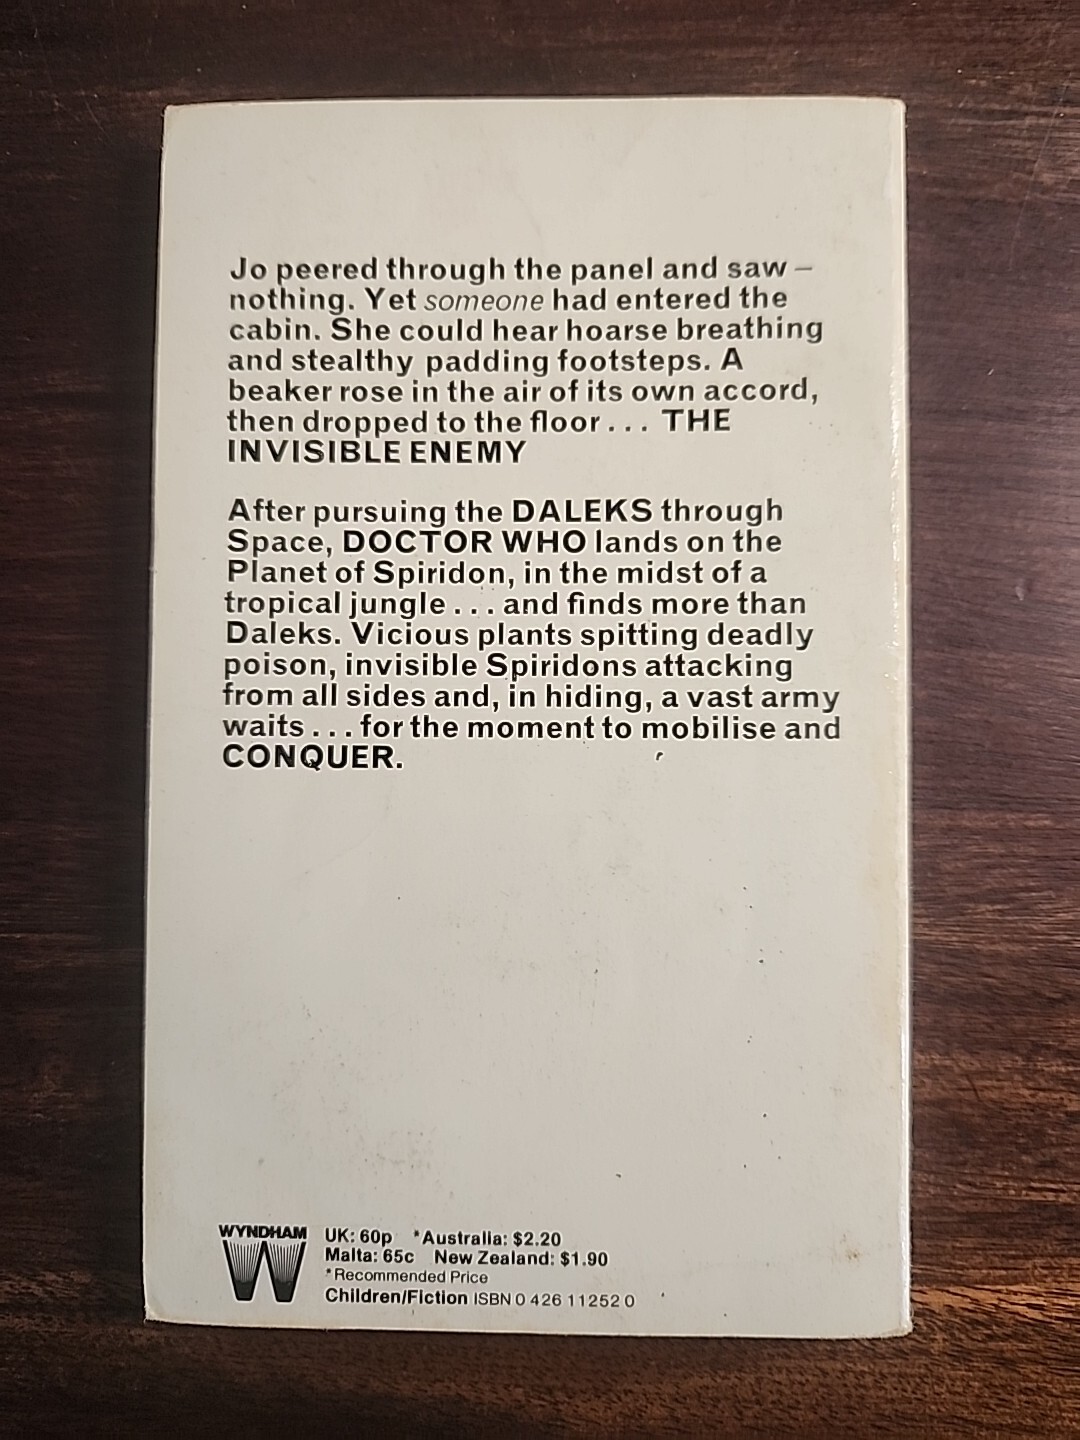 Jo peered through the panel and saw –
nothing. Yet someone had entered the
cabin. She could hear hoarse breathing
and stealthy padding footsteps. A
beaker rose in the air of its own accord,
then dropped to the floor . . . THE
INVISIBLE ENEMY
After pursuing the DALEKS through
Space, DOCTOR WHO lands on the
Planet of Spiridon, in the midst of a
tropical jungle . . . and finds more than
Daleks. Vicious plants spitting deadly
poison, invisible Spiridons attacking
from all sides and, in hiding, a vast army
waits . . . for the moment to mobilise and
CONQUER.
WYNDHAM
W
UK: 60p *Australia: $2.20
Malta: 65c New Zealand: $1.90
*Recommended Price
Children/Fiction ISBN 0 426 11252 0